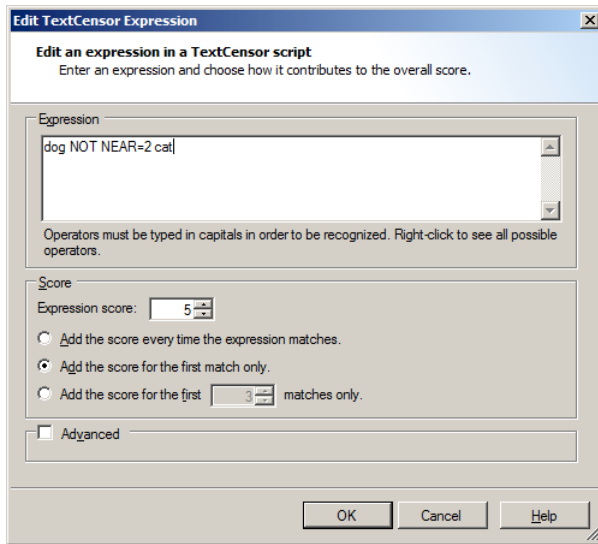 Edit TextCensor Expression
Edit an expression in a TextCensor script
Enter an expression and choose how it contributes to the overall score.
Expression
dog NOT NEAR=2 cat
Operators must be typed in capitals in order to be recognized. Right-click to see all possible
operators.
Score
Expression score: 5
Add the score every time the expression matches.
Add the score for the first match only.
Add the score for the first 3 matches only.
Advanced
OK Cancel Help